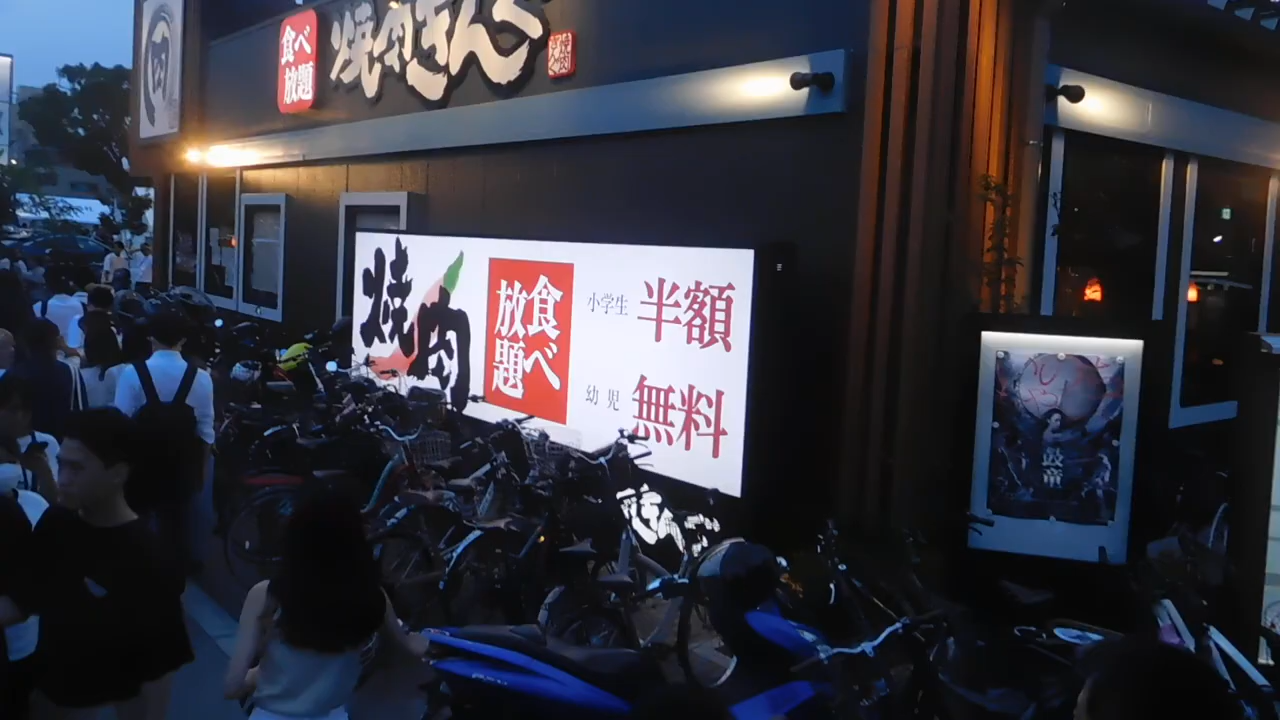 食べ
放題
焼肉きんぐ
焼肉
食べ
放題
小学生 半額
幼児 無料